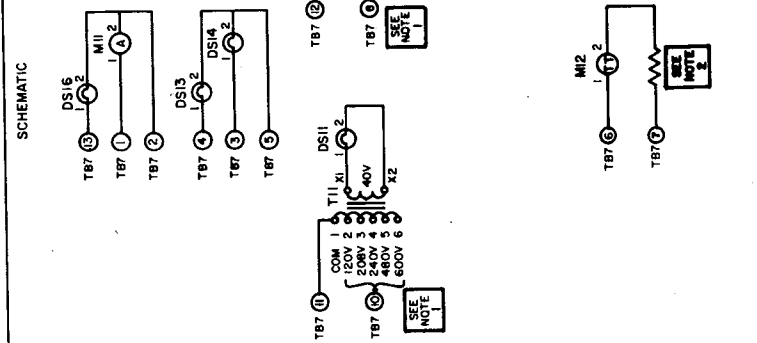 SCHEMATIC
DS16
1 2
M11
1 2
A
TB7 13
TB7 1
TB7 2
DS13
1 2
DS14
1 2
TB7 4
TB7 3
TB7 5
TB7 12
TB7 8
SEE
NOTE
1
DS11
1 2
T11
X1
40V
X2
COM 1
120V 2
208V 3
240V 4
480V 5
600V 6
TB7 11
TB7 10
SEE
NOTE
1
M12
1 2
TT
TB7 6
TB7 7
SEE
NOTE
2